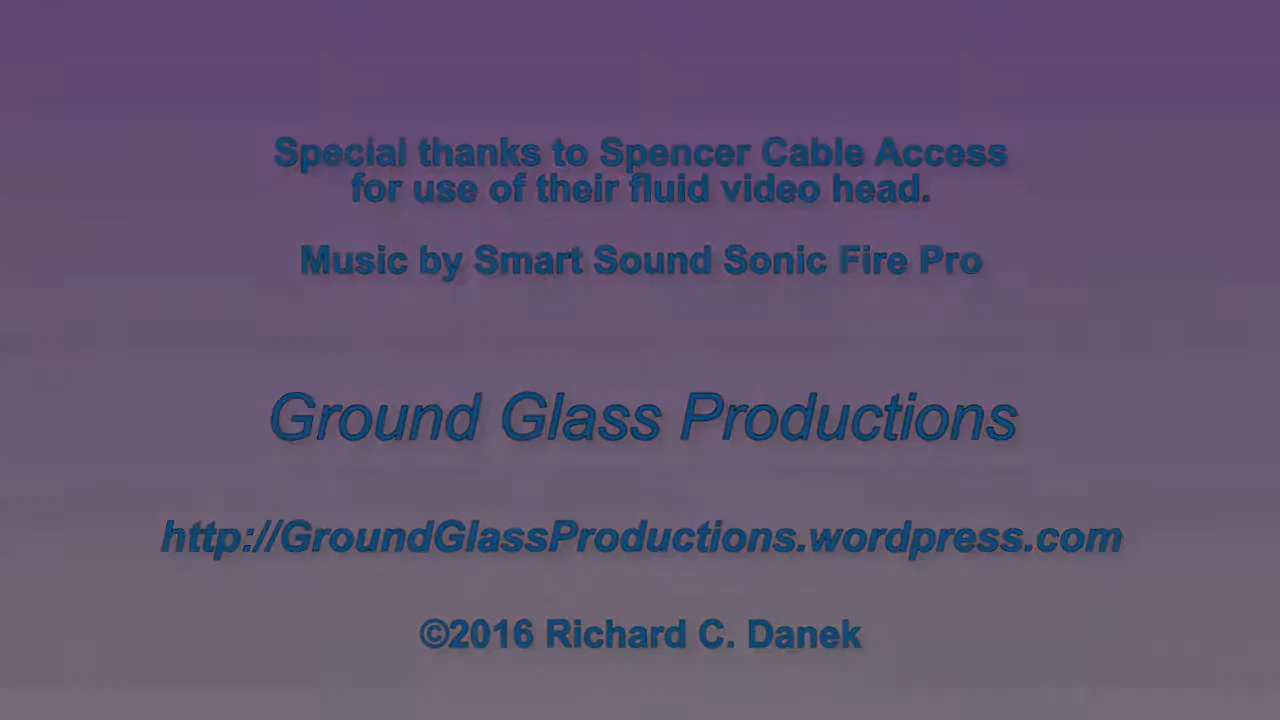 Special thanks to Spencer Cable Access
for use of their fluid video head.
Music by Smart Sound Sonic Fire Pro
Ground Glass Productions
http://GroundGlassProductions.wordpress.com
©2016 Richard C. Danek